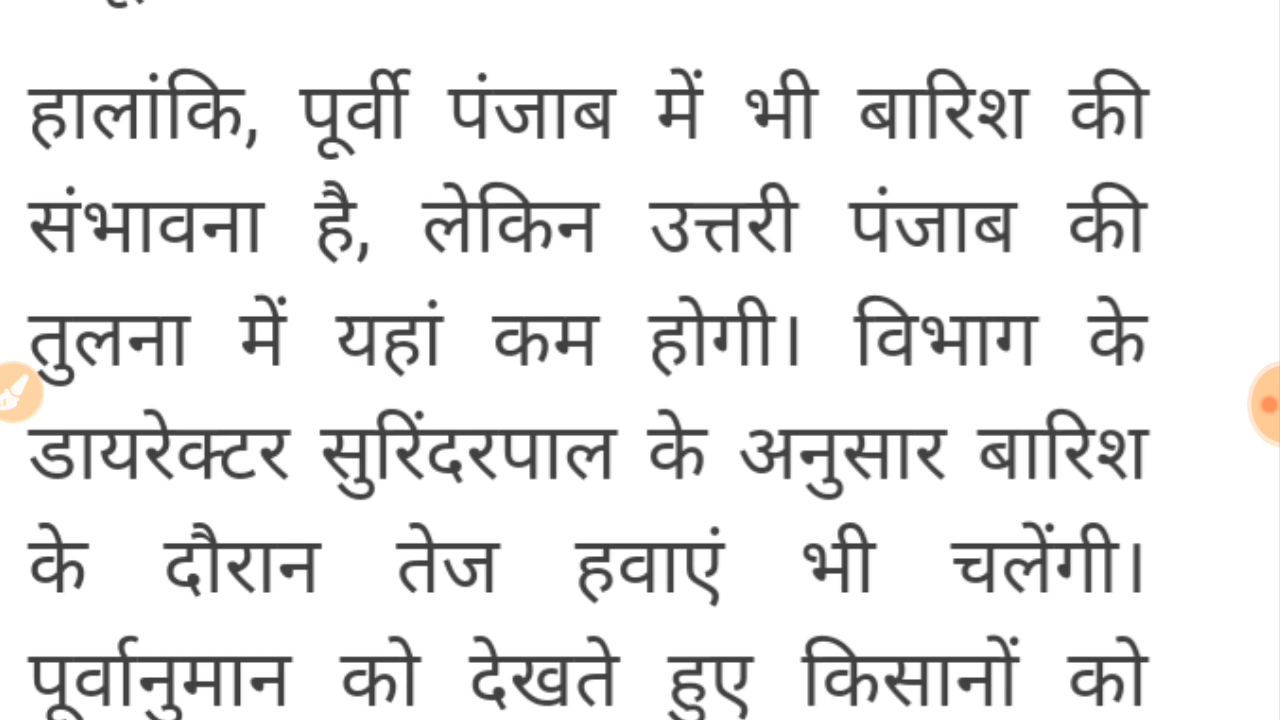 हालांकि, पूर्वी पंजाब में भी बारिश की
संभावना है, लेकिन उत्तरी पंजाब की
तुलना में यहां कम होगी। विभाग के
डायरेक्टर सुरिंदरपाल के अनुसार बारिश
के दौरान तेज हवाएं भी चलेंगी।
पूर्वानुमान को देखते हुए किसानों को